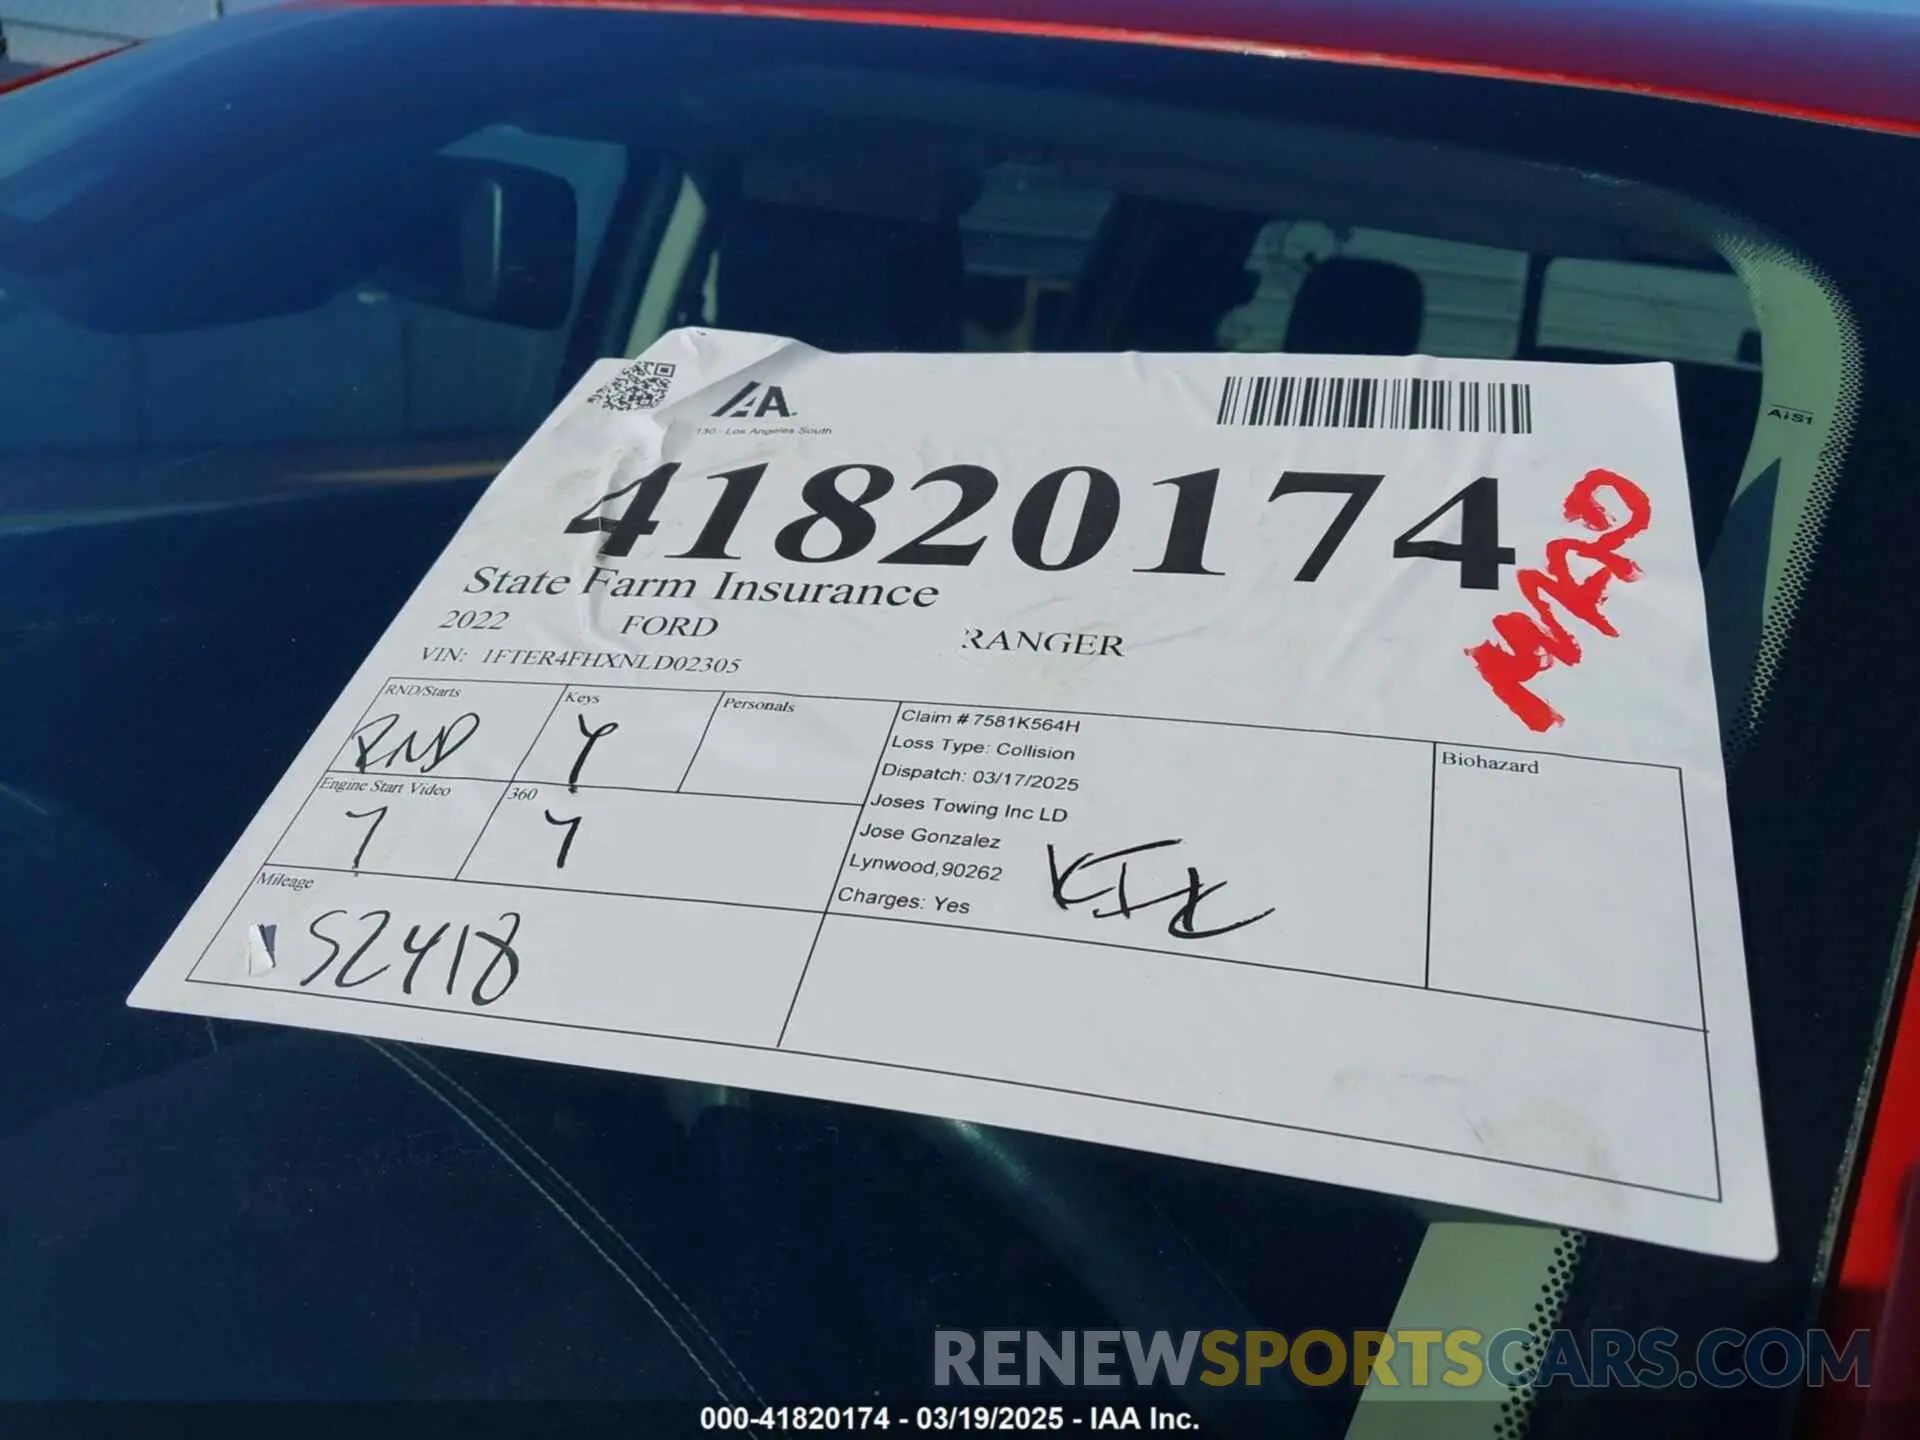 IAA
130 - Los Angeles South
41820174
State Farm Insurance
2022 FORD RANGER
VIN: 1FTER4FHXNLD02305
RND/Starts
RND
Keys
Y
Personals
Engine Start Video
Y
360
Y
Mileage
52418
Claim # 7581K564H
Loss Type: Collision
Dispatch: 03/17/2025
Joses Towing Inc LD
Jose Gonzalez
Lynwood,90262
Charges: Yes
Biohazard
AIS1
RENEWSPORTSCARS.COM
000-41820174 - 03/19/2025 - IAA Inc.